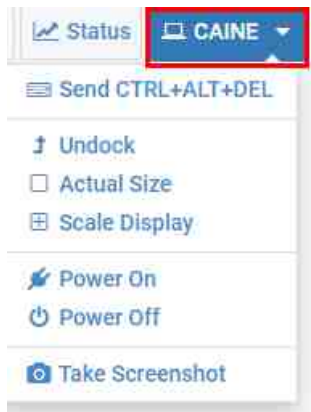 Status CAINE
Send CTRL+ALT+DEL
Undock
Actual Size
Scale Display
Power On
Power Off
Take Screenshot